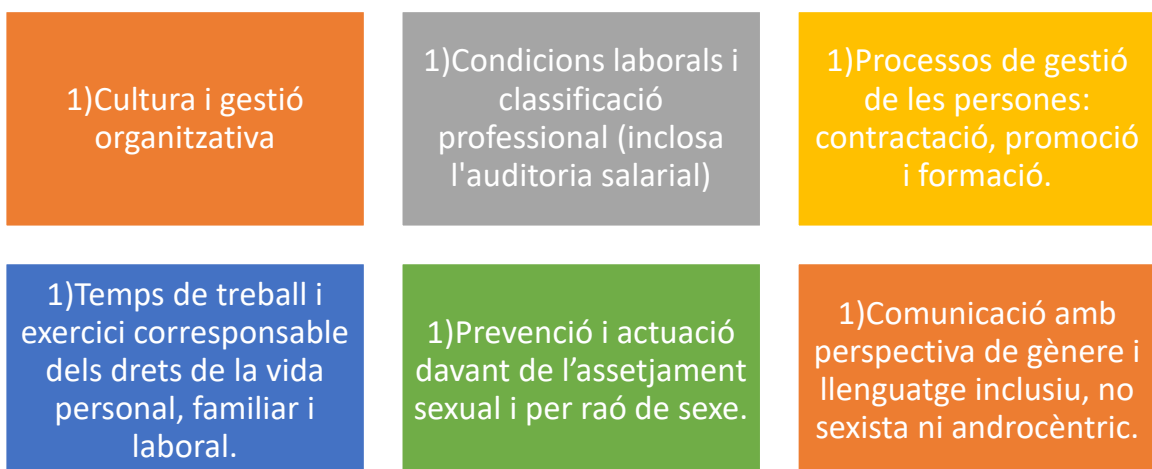 1)Cultura i gestió
organitzativa
1)Condicions laborals i
classificació
professional (inclosa
l'auditoria salarial)
1)Processos de gestió
de les persones:
contractació, promoció
i formació.
1)Temps de treball i
exercici corresponsable
dels drets de la vida
personal, familiar i
laboral.
1)Prevenció i actuació
davant de l’assetjament
sexual i per raó de sexe.
1)Comunicació amb
perspectiva de gènere i
llenguatge inclusiu, no
sexista ni androcèntric.